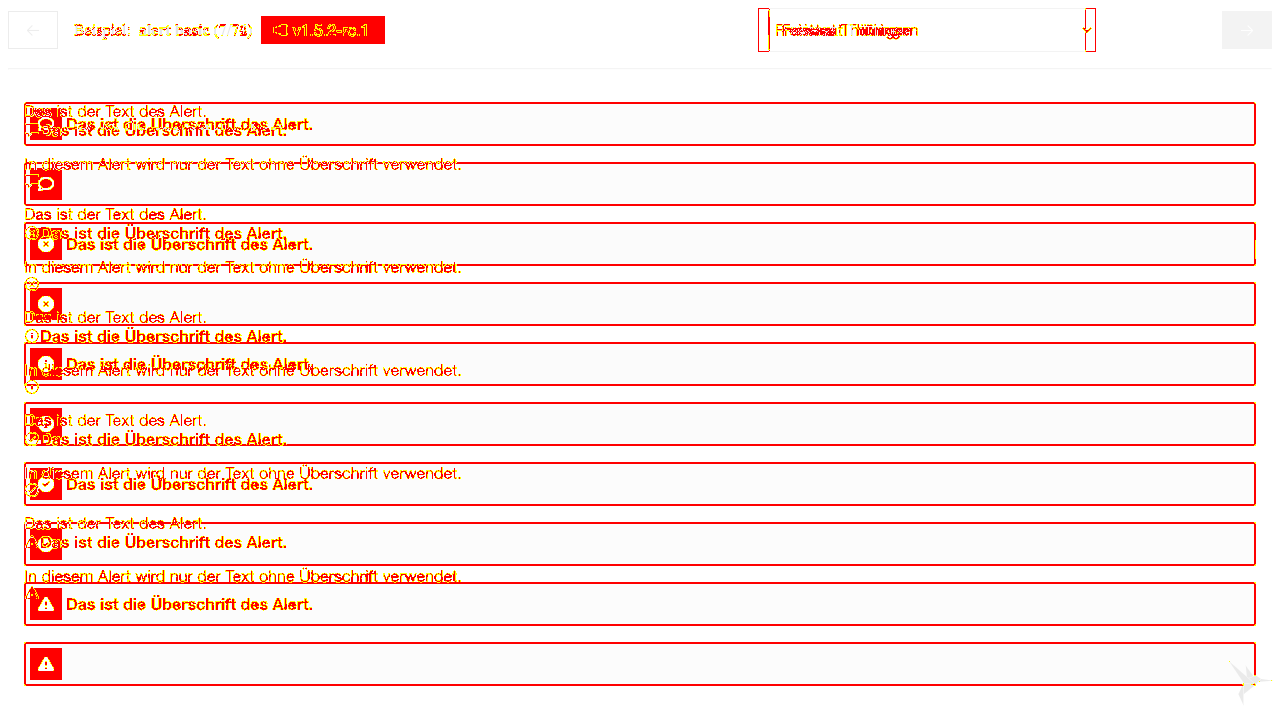 Beispiel: alert basic v1.5.2-rc.1
Das ist der Text des Alert.
Das ist die Überschrift des Alert.
Das ist die Überschrift des Alert.
In diesem Alert wird nur der Text ohne Überschrift verwendet.
Das ist der Text des Alert.
Das ist die Überschrift des Alert.
Das ist die Überschrift des Alert.
In diesem Alert wird nur der Text ohne Überschrift verwendet.
Das ist der Text des Alert.
Das ist die Überschrift des Alert.
Das ist die Überschrift des Alert.
In diesem Alert wird nur der Text ohne Überschrift verwendet.
Das ist der Text des Alert.
Das ist die Überschrift des Alert.
In diesem Alert wird nur der Text ohne Überschrift verwendet.
Das ist die Überschrift des Alert.
Das ist der Text des Alert.
Das ist die Überschrift des Alert.
In diesem Alert wird nur der Text ohne Überschrift verwendet.
Das ist die Überschrift des Alert.